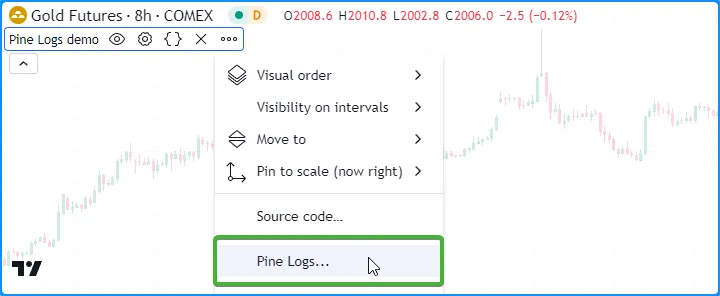 Gold Futures · 8h · COMEX D O2008.6 H2010.8 L2002.8 C2006.0 −2.5 (−0.12%)
Pine Logs demo
Visual order
Visibility on intervals
Move to
Pin to scale (now right)
Source code...
Pine Logs...